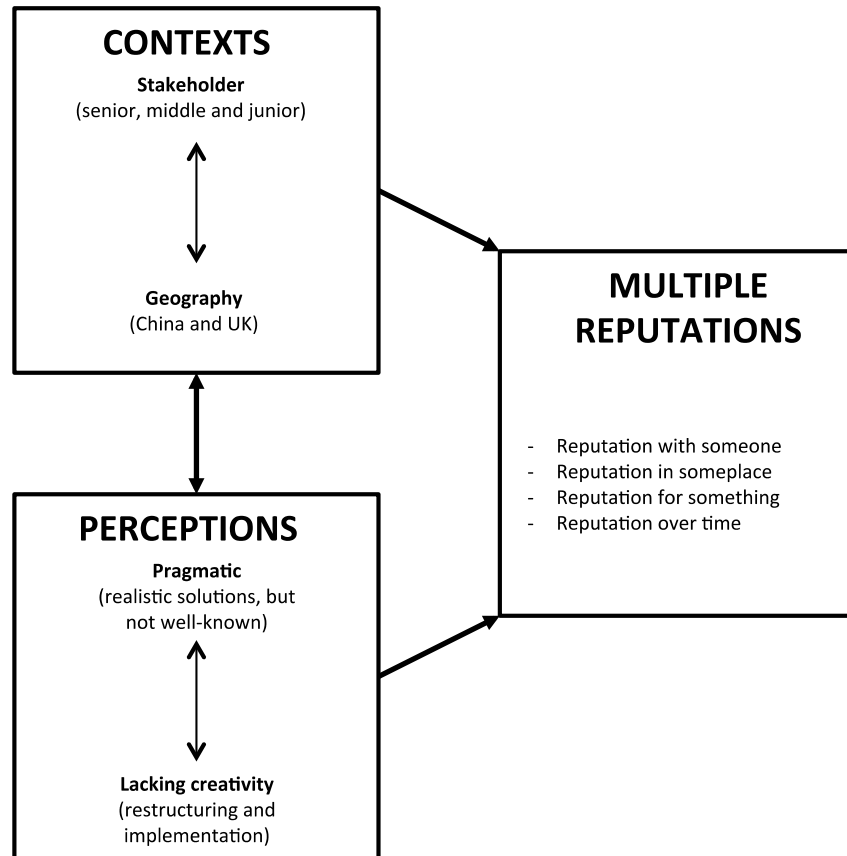 CONTEXTS
Stakeholder
(senior, middle and junior)
Geography
(China and UK)
PERCEPTIONS
Pragmatic
(realistic solutions, but
not well-known)
Lacking creativity
(restructuring and
implementation)
MULTIPLE
REPUTATIONS
- Reputation with someone
- Reputation in someplace
- Reputation for something
- Reputation over time